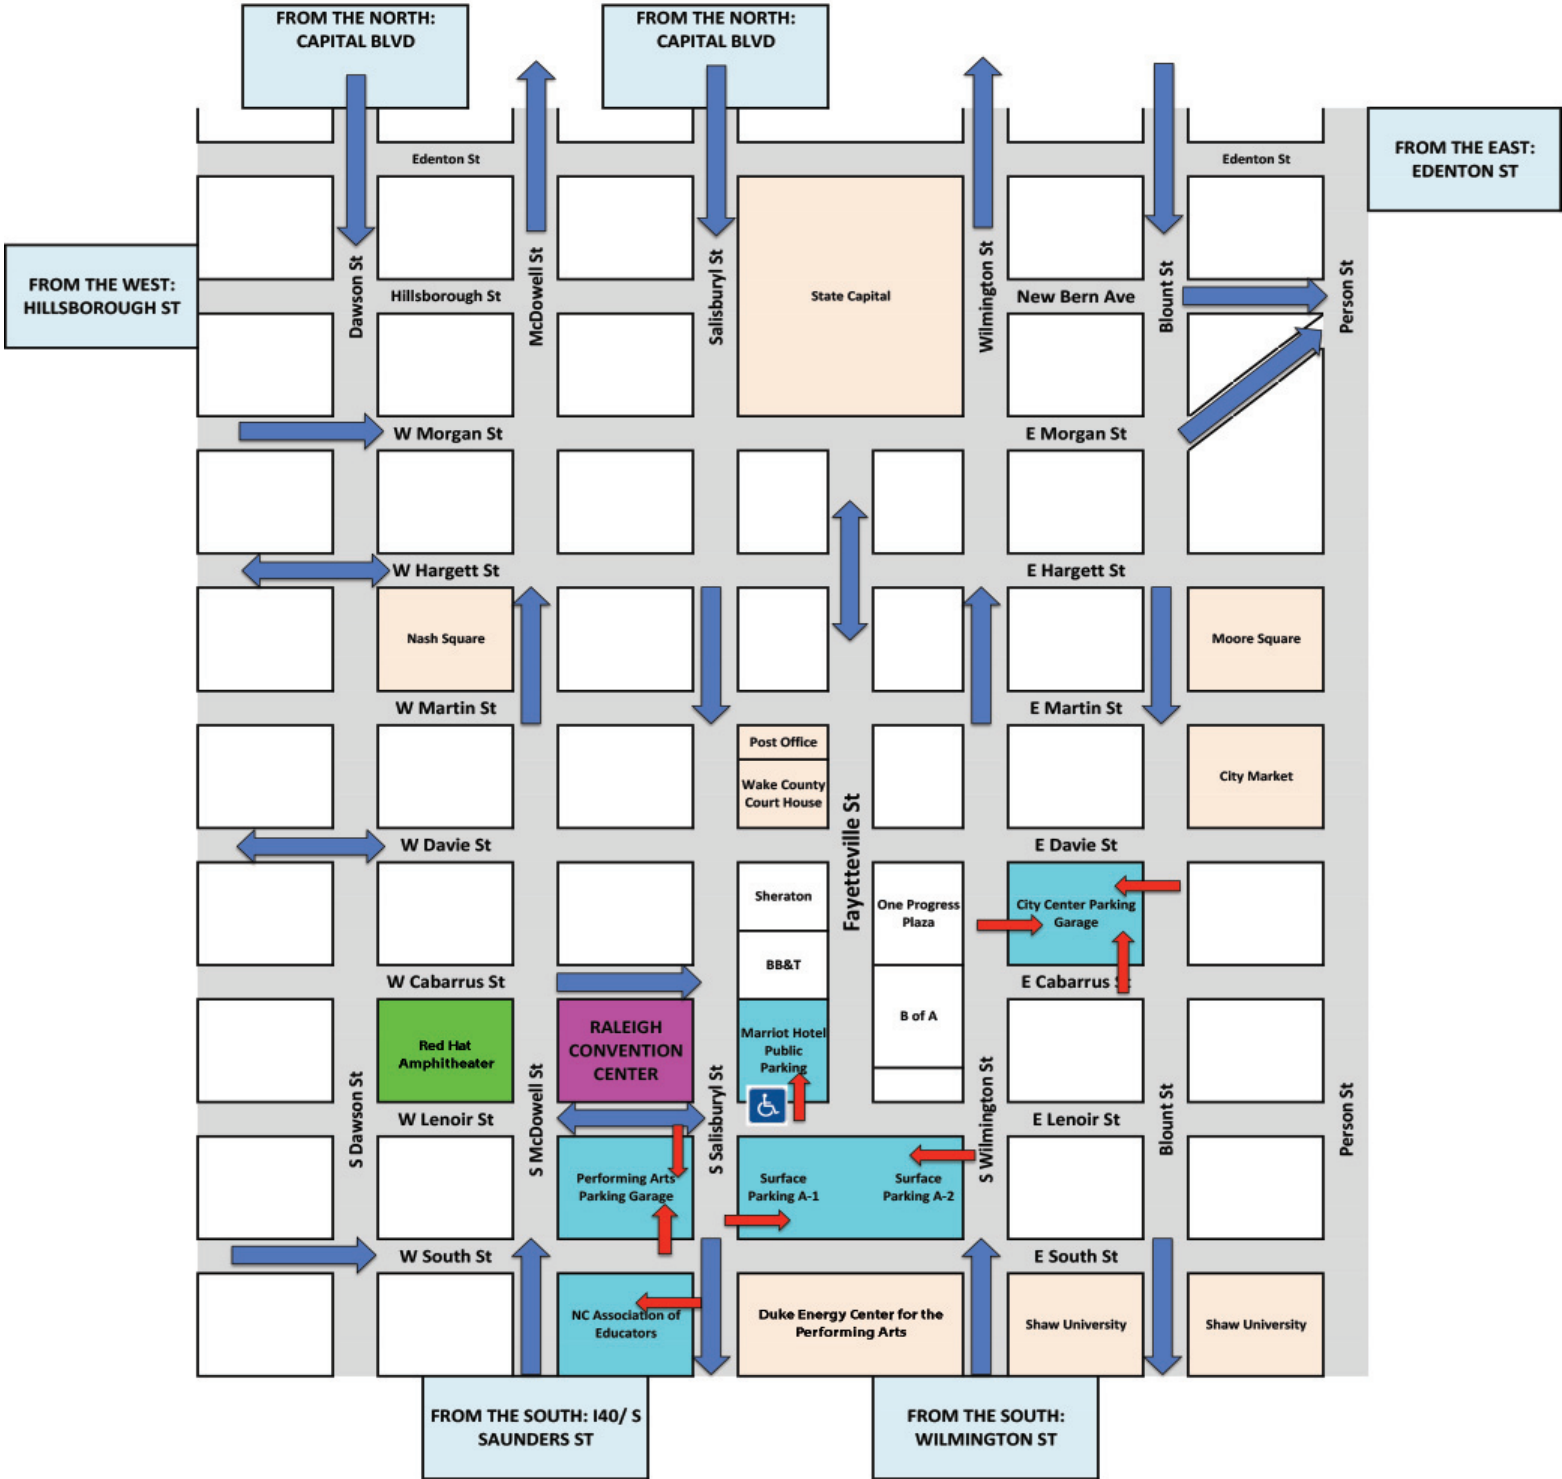 FROM THE NORTH:
CAPITAL BLVD
FROM THE NORTH:
CAPITAL BLVD
FROM THE EAST:
EDENTON ST
Edenton St
Edenton St
FROM THE WEST:
HILLSBOROUGH ST
Dawson St
Hillsborough St
McDowell St
Salisburyl St
State Capital
Wilmington St
New Bern Ave
Blount St
Person St
W Morgan St
E Morgan St
W Hargett St
E Hargett St
Nash Square
Moore Square
W Martin St
E Martin St
Post Office
Wake County
Court House
City Market
Fayetteville St
W Davie St
E Davie St
Sheraton
One Progress
Plaza
City Center Parking
Garage
BB&T
W Cabarrus St
E Cabarrus St
Red Hat
Amphitheater
RALEIGH
CONVENTION
CENTER
Marriot Hotel
Public
Parking
B of A
S Dawson St
S McDowell St
S Salisburyl St
S Wilmington St
Blount St
Person St
W Lenoir St
E Lenoir St
Performing Arts
Parking Garage
Surface
Parking A-1
Surface
Parking A-2
W South St
E South St
NC Association of
Educators
Duke Energy Center for the
Performing Arts
Shaw University
Shaw University
FROM THE SOUTH: I40/ S
SAUNDERS ST
FROM THE SOUTH:
WILMINGTON ST